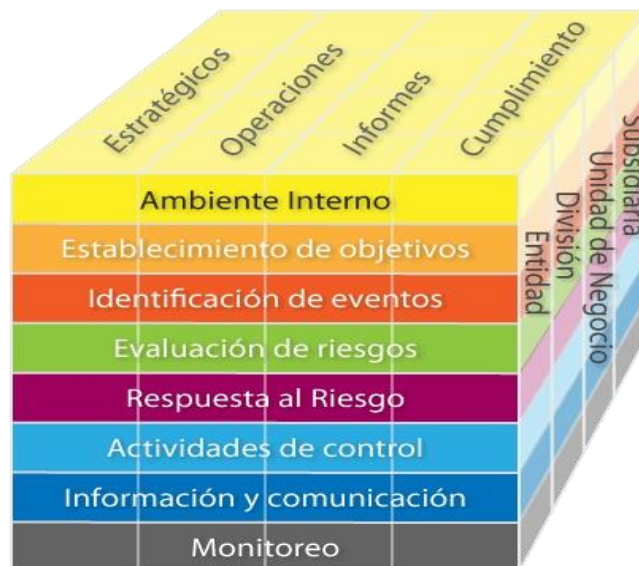 Estratégicos
Operaciones
Informes
Cumplimiento
Ambiente Interno
Establecimiento de objetivos
Identificación de eventos
Evaluación de riesgos
Respuesta al Riesgo
Actividades de control
Información y comunicación
Monitoreo
Entidad
División
Unidad de Negocio
Subsidiaria